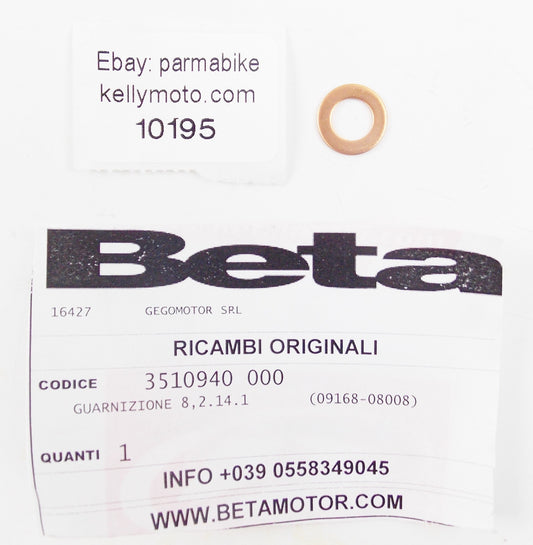 Ebay: parmabike
kellymoto.com
10195
Beta
16427 GEGOMOTOR SRL
RICAMBI ORIGINALI
CODICE 3510940 000
GUARNIZIONE 8,2.14.1 (09168-08008)
QUANTI 1
INFO +039 0558349045
WWW.BETAMOTOR.COM